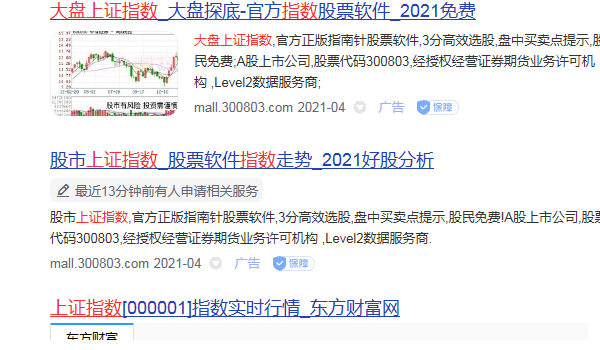 大盘上证指数_大盘探底-官方指数股票软件_2021免费
大盘上证指数,官方正版指南针股票软件,3分高效选股,盘中买卖点提示,股
民免费;A股上市公司,股票代码300803,经授权经营证券期货业务许可机
构 ,Level2数据服务商;
股市有风险 投资需谨慎
mall.300803.com 2021-04 广告 保障
股市上证指数_股票软件指数走势_2021好股分析
最近13分钟前有人申请相关服务
股市上证指数,官方正版指南针股票软件,3分高效选股,盘中买卖点提示,股民免费!A股上市公司,股票
代码300803,经授权经营证券期货业务许可机构 ,Level2数据服务商.
mall.300803.com 2021-04 广告 保障
上证指数[000001]指数实时行情_东方财富网
东方财富